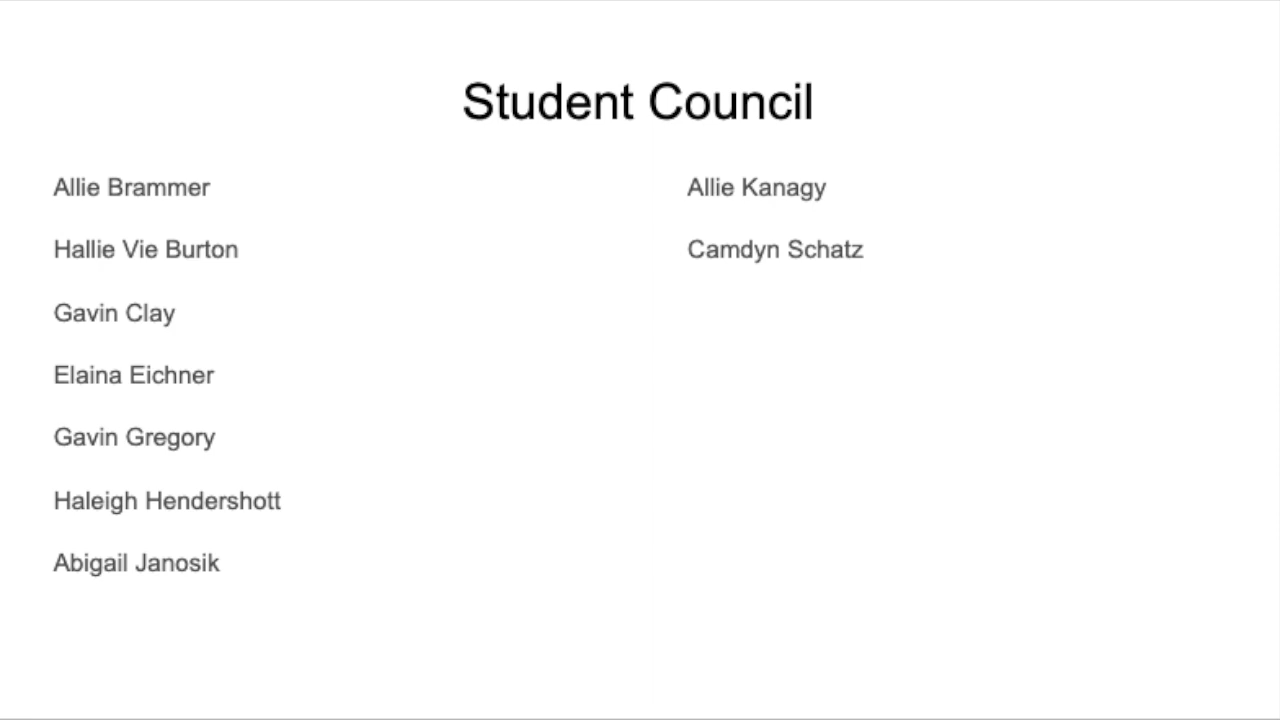 Student Council
Allie Brammer
Hallie Vie Burton
Gavin Clay
Elaina Eichner
Gavin Gregory
Haleigh Hendershott
Abigail Janosik
Allie Kanagy
Camdyn Schatz